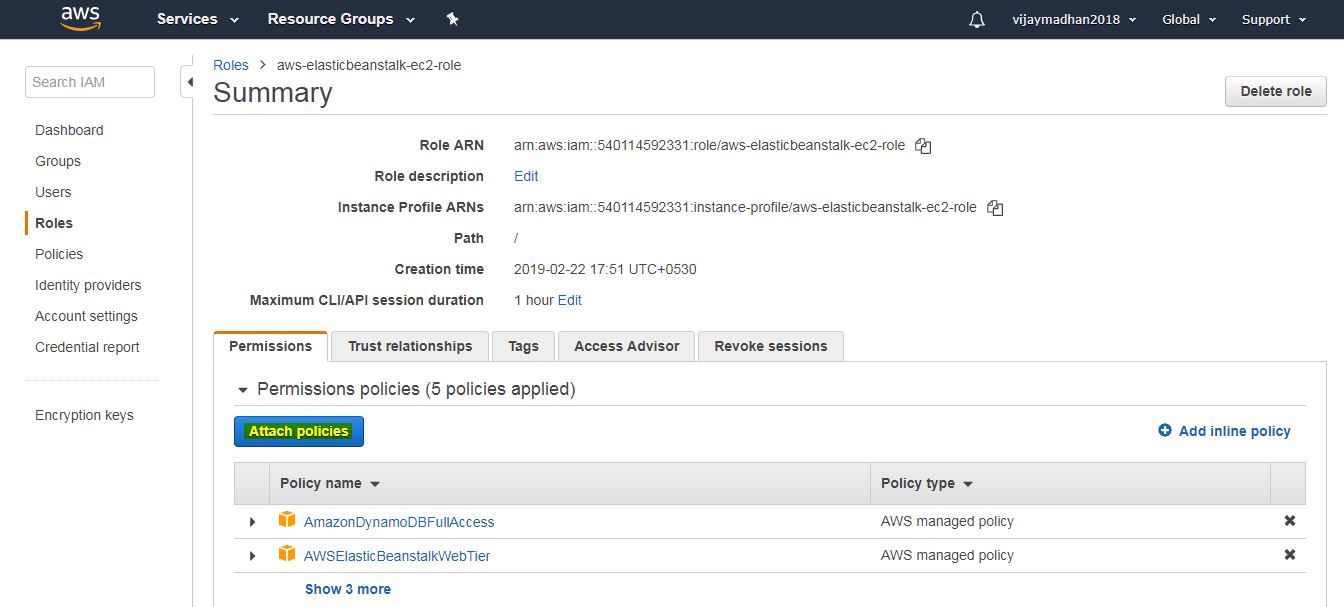 aws Services Resource Groups vijaymadhan2018 Global Support
Search IAM
Dashboard
Groups
Users
Roles
Policies
Identity providers
Account settings
Credential report
Encryption keys
Roles > aws-elasticbeanstalk-ec2-role
Summary
Delete role
Role ARN arn:aws:iam::540114592331:role/aws-elasticbeanstalk-ec2-role
Role description Edit
Instance Profile ARNs arn:aws:iam::540114592331:instance-profile/aws-elasticbeanstalk-ec2-role
Path /
Creation time 2019-02-22 17:51 UTC+0530
Maximum CLI/API session duration 1 hour Edit
Permissions Trust relationships Tags Access Advisor Revoke sessions
Permissions policies (5 policies applied)
Attach policies Add inline policy
Policy name Policy type
AmazonDynamoDBFullAccess AWS managed policy
AWSElasticBeanstalkWebTier AWS managed policy
Show 3 more